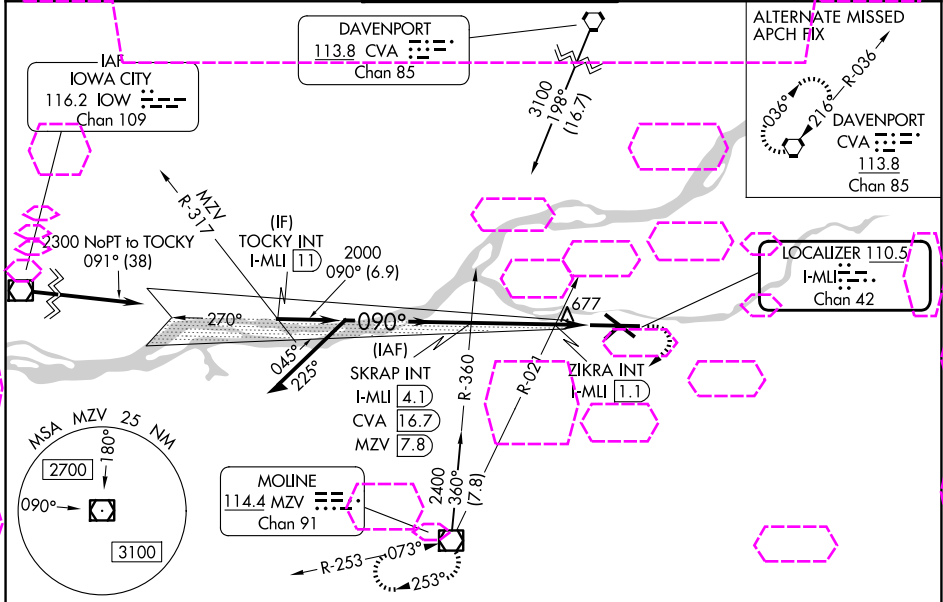 DAVENPORT
113.8 CVA
Chan 85
IAF
IOWA CITY
116.2 IOW
Chan 109
3100
198°
(16.7)
ALTERNATE MISSED
APCH FIX
R-036
036°
216°
DAVENPORT
CVA
113.8
Chan 85
MZV
R-317
2300 NoPT to TOCKY
091° (38)
(IF)
TOCKY INT
I-MLI 11
2000
090° (6.9)
LOCALIZER 110.5
I-MLI
Chan 42
270°
090°
677
045°
225°
(IAF)
SKRAP INT
I-MLI 4.1
CVA 16.7
MZV 7.8
R-360
R-021
ZIKRA INT
I-MLI 1.1
MSA MZV 25 NM
2700
180°
090°
3100
MOLINE
114.4 MZV
Chan 91
2400
360°
(7.8)
R-253
073°
253°